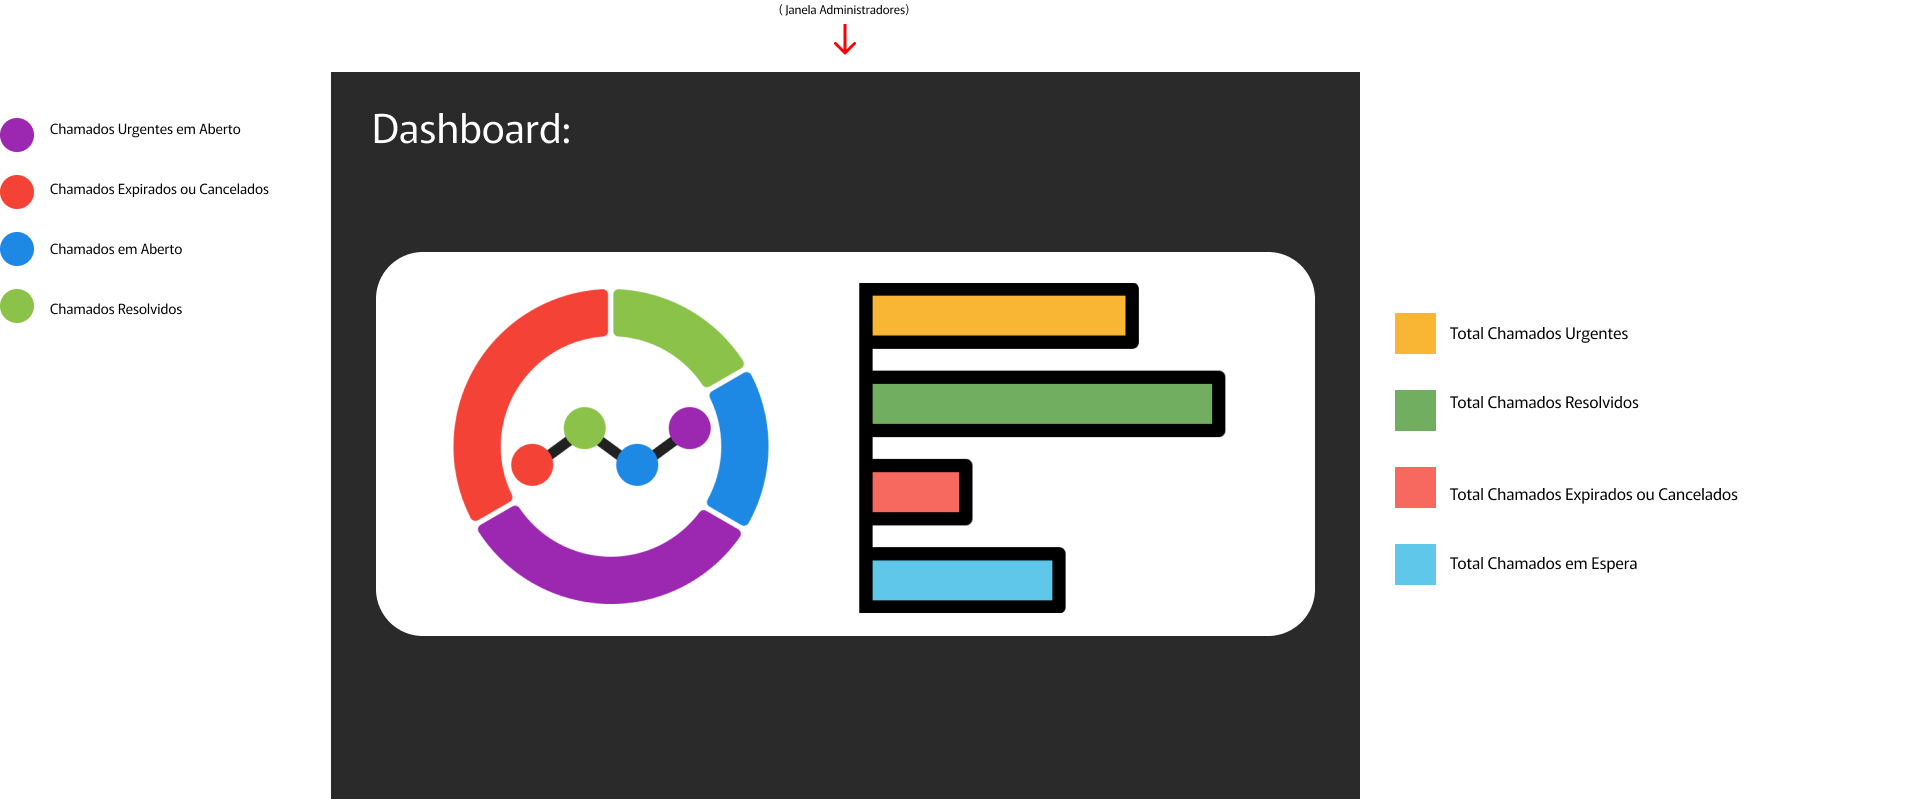 ( Janela Administradores)
Dashboard:
Chamados Urgentes em Aberto
Chamados Expirados ou Cancelados
Chamados em Aberto
Chamados Resolvidos
Total Chamados Urgentes
Total Chamados Resolvidos
Total Chamados Expirados ou Cancelados
Total Chamados em Espera